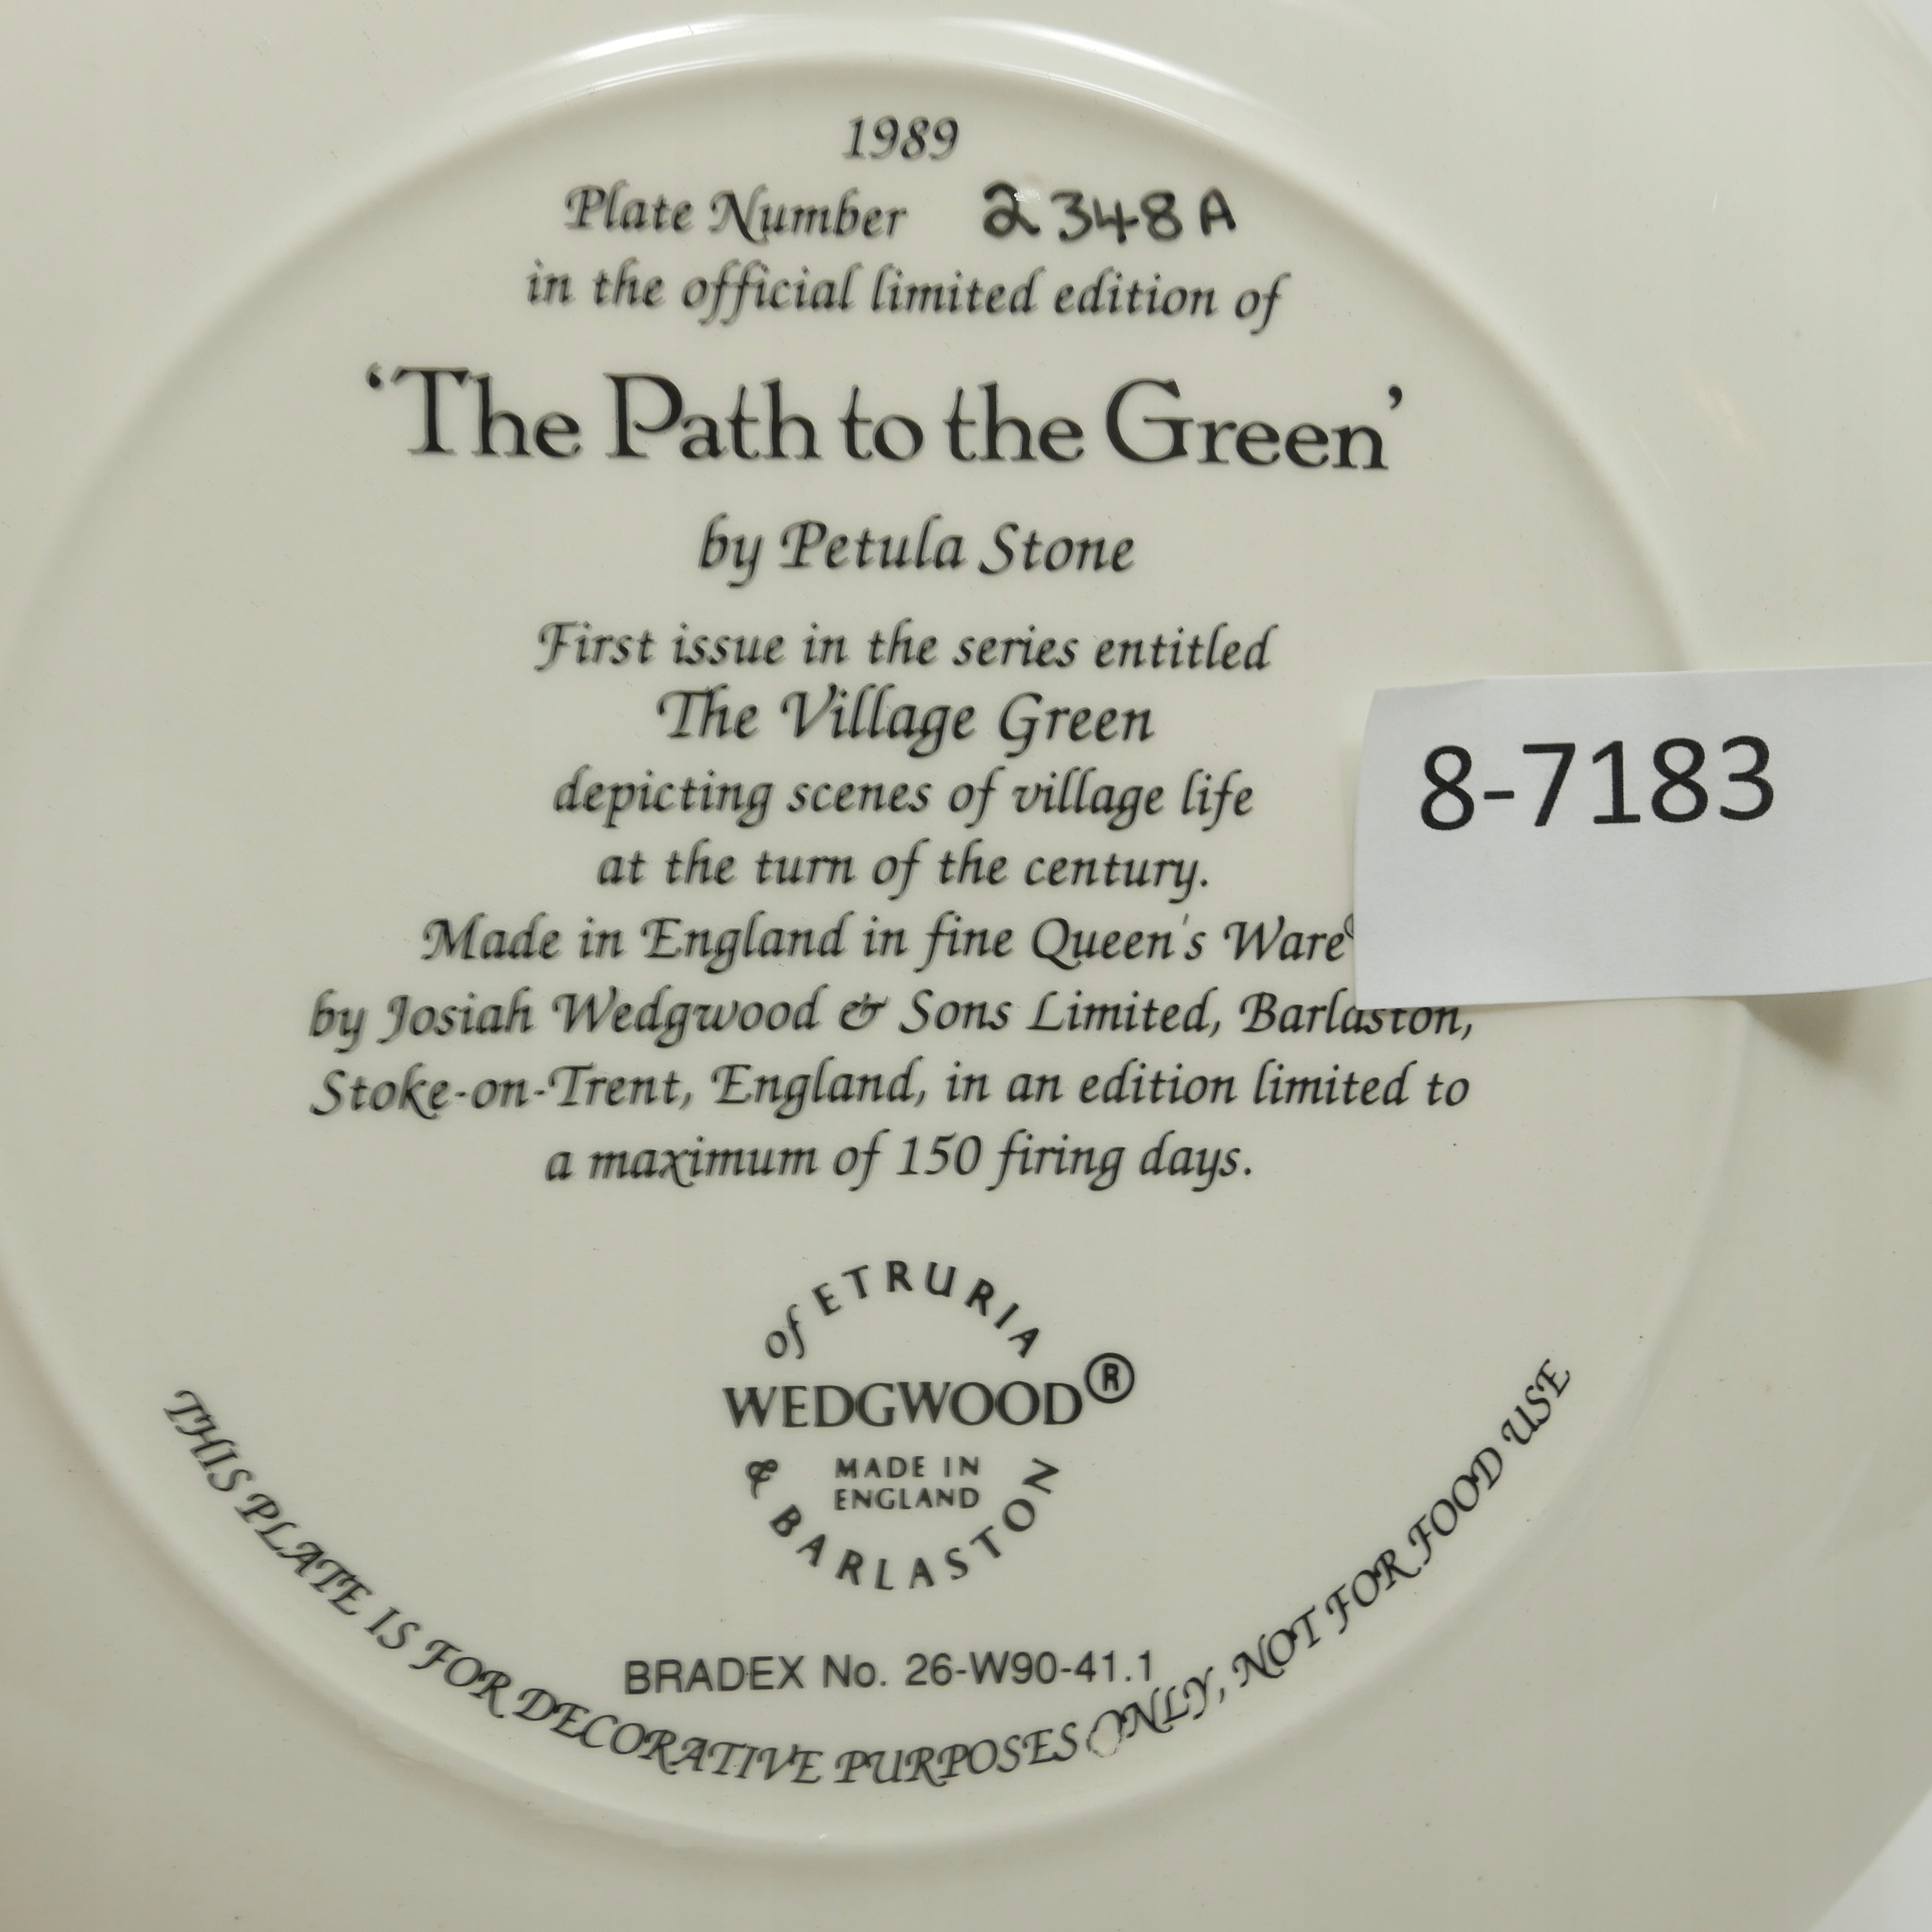 1989
Plate Number 2348A
in the official limited edition of
‘The Path to the Green’
by Petula Stone
First issue in the series entitled
The Village Green
depicting scenes of village life
at the turn of the century.
Made in England in fine Queen's Ware
by Josiah Wedgwood & Sons Limited, Barlaston,
Stoke-on-Trent, England, in an edition limited to
a maximum of 150 firing days.
8-7183
of ETRURIA
WEDGWOOD®
MADE IN
ENGLAND
& BARLASTON
BRADEX No. 26-W90-41.1
THIS PLATE IS FOR DECORATIVE PURPOSES ONLY, NOT FOR FOOD USE